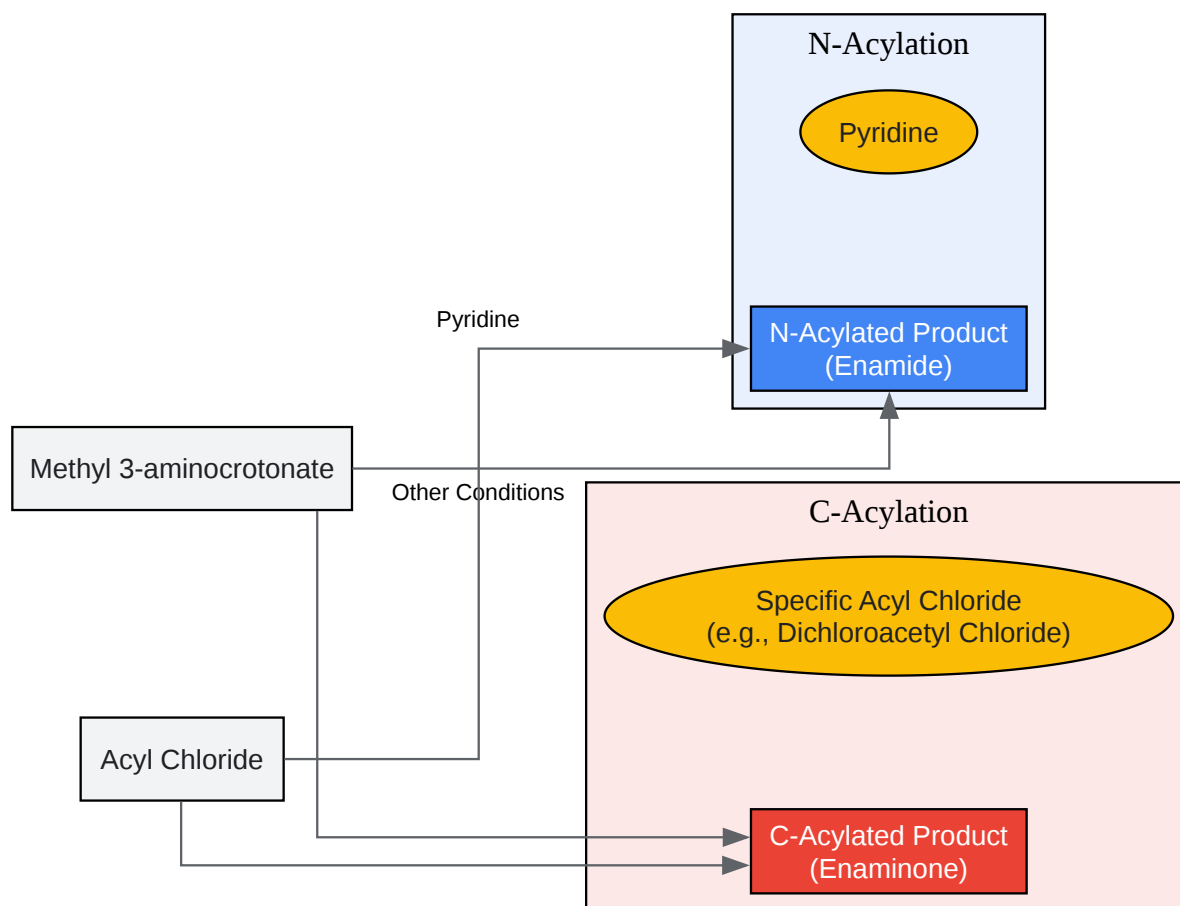 N-Acylation
Pyridine
Pyridine
N-Acylated Product
(Enamide)
Methyl 3-aminocrotonate
Other Conditions
C-Acylation
Specific Acyl Chloride
(e.g., Dichloroacetyl Chloride)
Acyl Chloride
C-Acylated Product
(Enaminone)